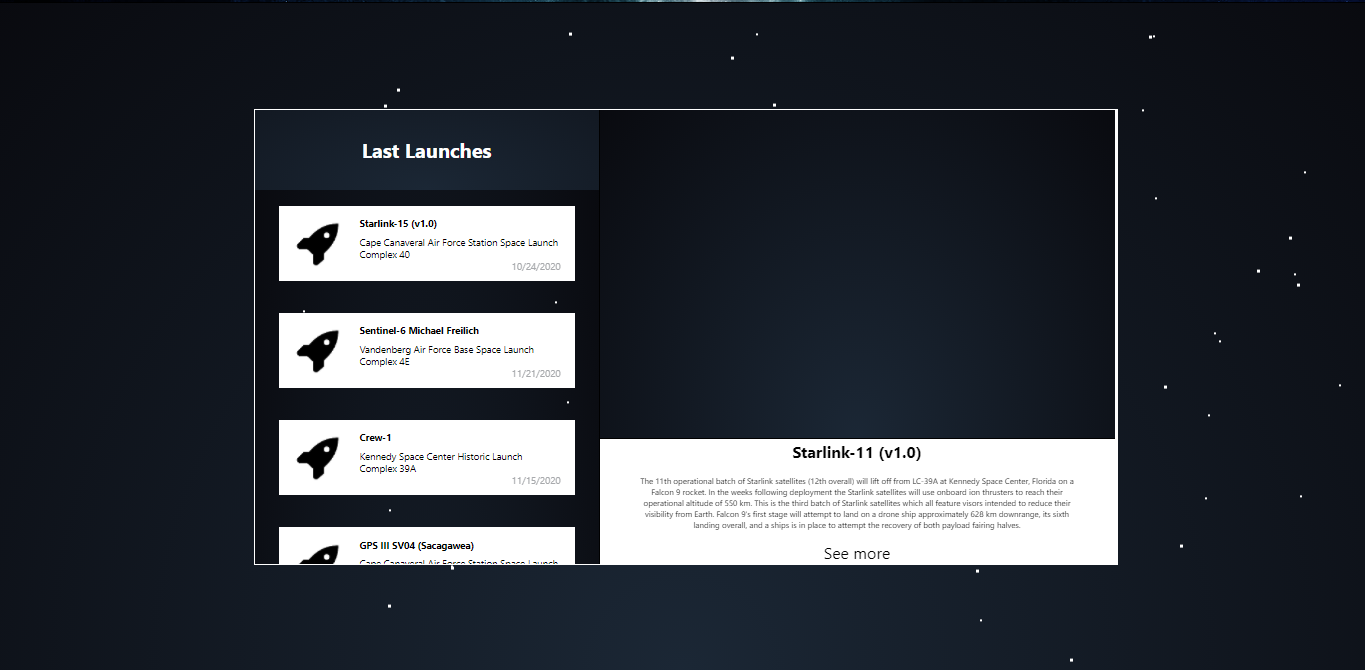 Last Launches
Starlink-15 (v1.0)
Cape Canaveral Air Force Station Space Launch
Complex 40
10/24/2020
Sentinel-6 Michael Freilich
Vandenberg Air Force Base Space Launch
Complex 4E
11/21/2020
Crew-1
Kennedy Space Center Historic Launch
Complex 39A
11/15/2020
GPS III SV04 (Sacagawea)
Cape Canaveral Air Force Station Space Launch
Starlink-11 (v1.0)
The 11th operational batch of Starlink satellites (12th overall) will lift off from LC-39A at Kennedy Space Center, Florida on a
Falcon 9 rocket. In the weeks following deployment the Starlink satellites will use onboard ion thrusters to reach their
operational altitude of 550 km. This is the third batch of Starlink satellites which all feature visors intended to reduce their
visibility from Earth. Falcon 9's first stage will attempt to land on a drone ship approximately 628 km downrange, its sixth
landing overall, and a ships is in place to attempt the recovery of both payload fairing halves.
See more